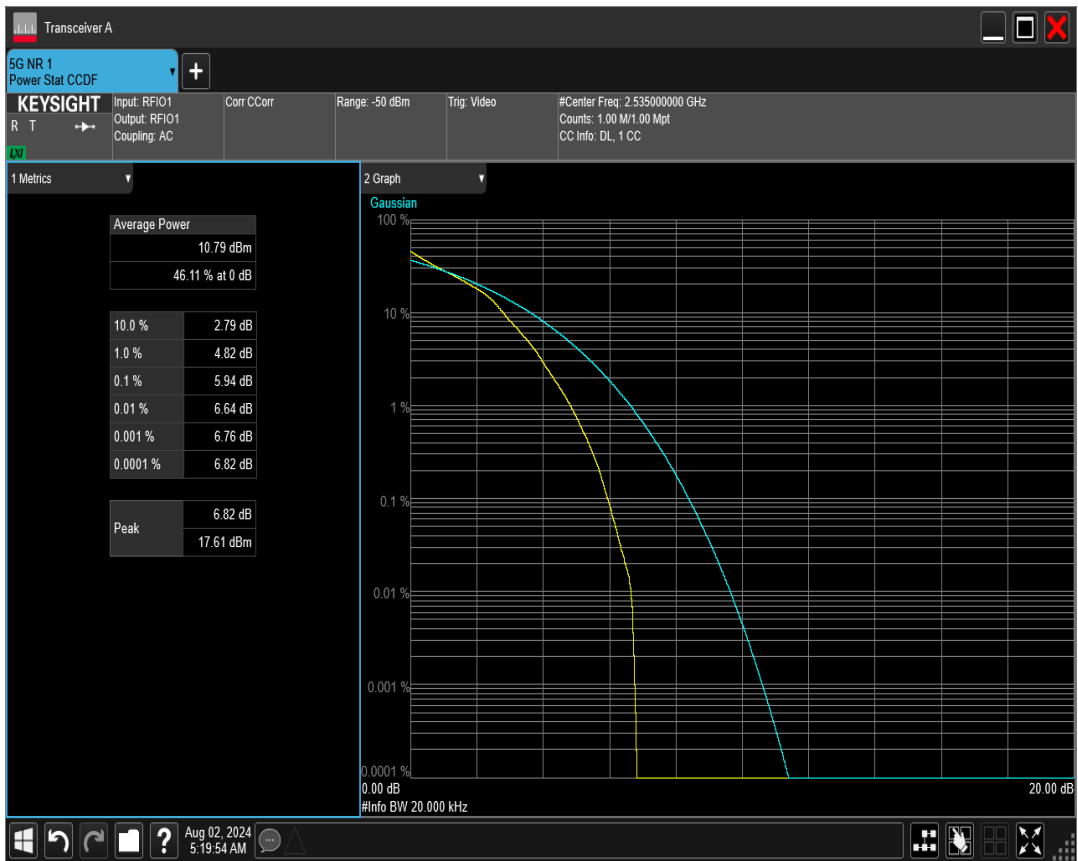 Transceiver A
5G NR 1
Power Stat CCDF
KEYSIGHT
R T
LXI
Input: RFIO1
Output: RFIO1
Coupling: AC
Corr CCorr
Range: -50 dBm
Trig: Video
#Center Freq: 2.535000000 GHz
Counts: 1.00 M/1.00 Mpt
CC Info: DL, 1 CC
1 Metrics
Average Power
10.79 dBm
46.11 % at 0 dB
10.0 % 2.79 dB
1.0 % 4.82 dB
0.1 % 5.94 dB
0.01 % 6.64 dB
0.001 % 6.76 dB
0.0001 % 6.82 dB
Peak
6.82 dB
17.61 dBm
2 Graph
Gaussian
100 %
10 %
1 %
0.1 %
0.01 %
0.001 %
0.0001 %
0.00 dB 20.00 dB
#Info BW 20.000 kHz
Aug 02, 2024
5:19:54 AM